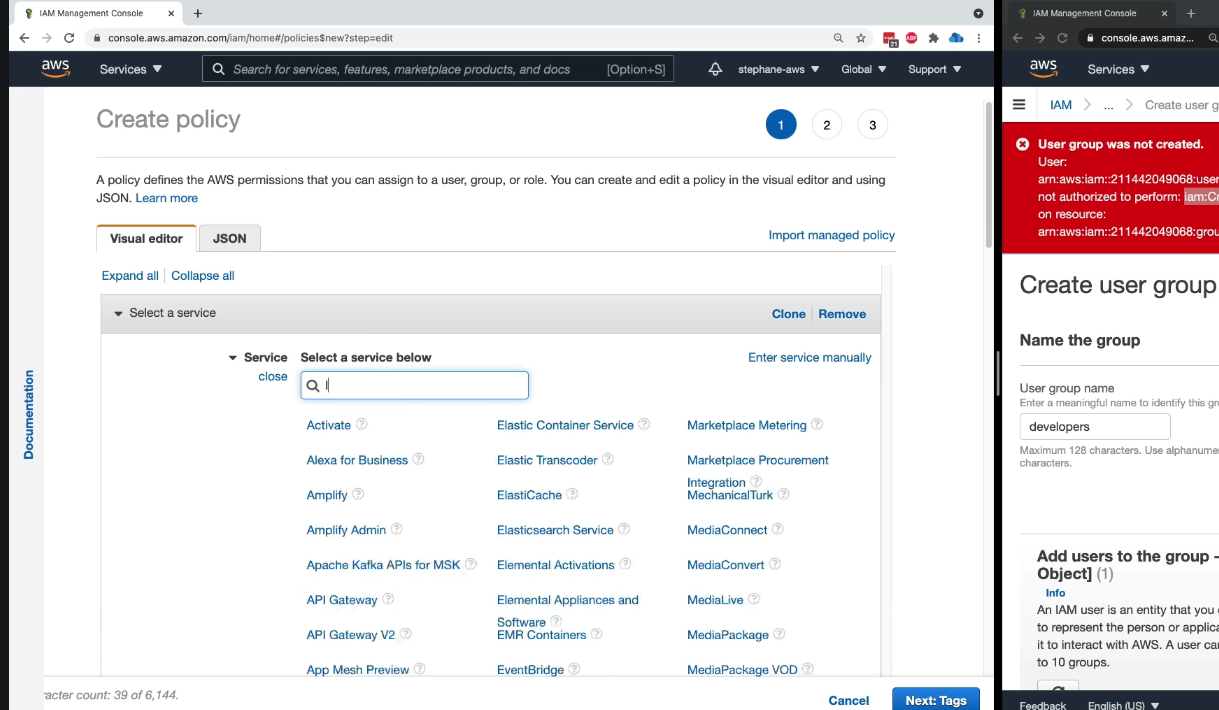 IAM Management Console
console.aws.amazon.com/iam/home#/policies$new?step=edit
21
ABP
aws
Services
Search for services, features, marketplace products, and docs
[Option+S]
stephane-aws
Global
Support
Create policy
1
2
3
A policy defines the AWS permissions that you can assign to a user, group, or role. You can create and edit a policy in the visual editor and using
JSON. Learn more
Visual editor
JSON
Import managed policy
Expand all
Collapse all
Select a service
Clone
Remove
Service
Select a service below
Enter service manually
close
I
Activate
Elastic Container Service
Marketplace Metering
Alexa for Business
Elastic Transcoder
Marketplace Procurement
Integration
Amplify
ElastiCache
MechanicalTurk
Amplify Admin
Elasticsearch Service
MediaConnect
Apache Kafka APIs for MSK
Elemental Activations
MediaConvert
API Gateway
Elemental Appliances and
Software
MediaLive
API Gateway V2
EMR Containers
MediaPackage
App Mesh Preview
EventBridge
MediaPackage VOD
Documentation
acter count: 39 of 6,144.
Cancel
Next: Tags
IAM Management Console
console.aws.amaz...
aws
Services
IAM
...
Create user g
User group was not created.
User:
arn:aws:iam::211442049068:user
not authorized to perform: iam:Cr
on resource:
arn:aws:iam::211442049068:grou
Create user group
Name the group
User group name
Enter a meaningful name to identify this gr
developers
Maximum 128 characters. Use alphanume
characters.
Add users to the group -
Object] (1)
Info
An IAM user is an entity that you
to represent the person or applica
it to interact with AWS. A user can
to 10 groups.
Feedback
English (US)